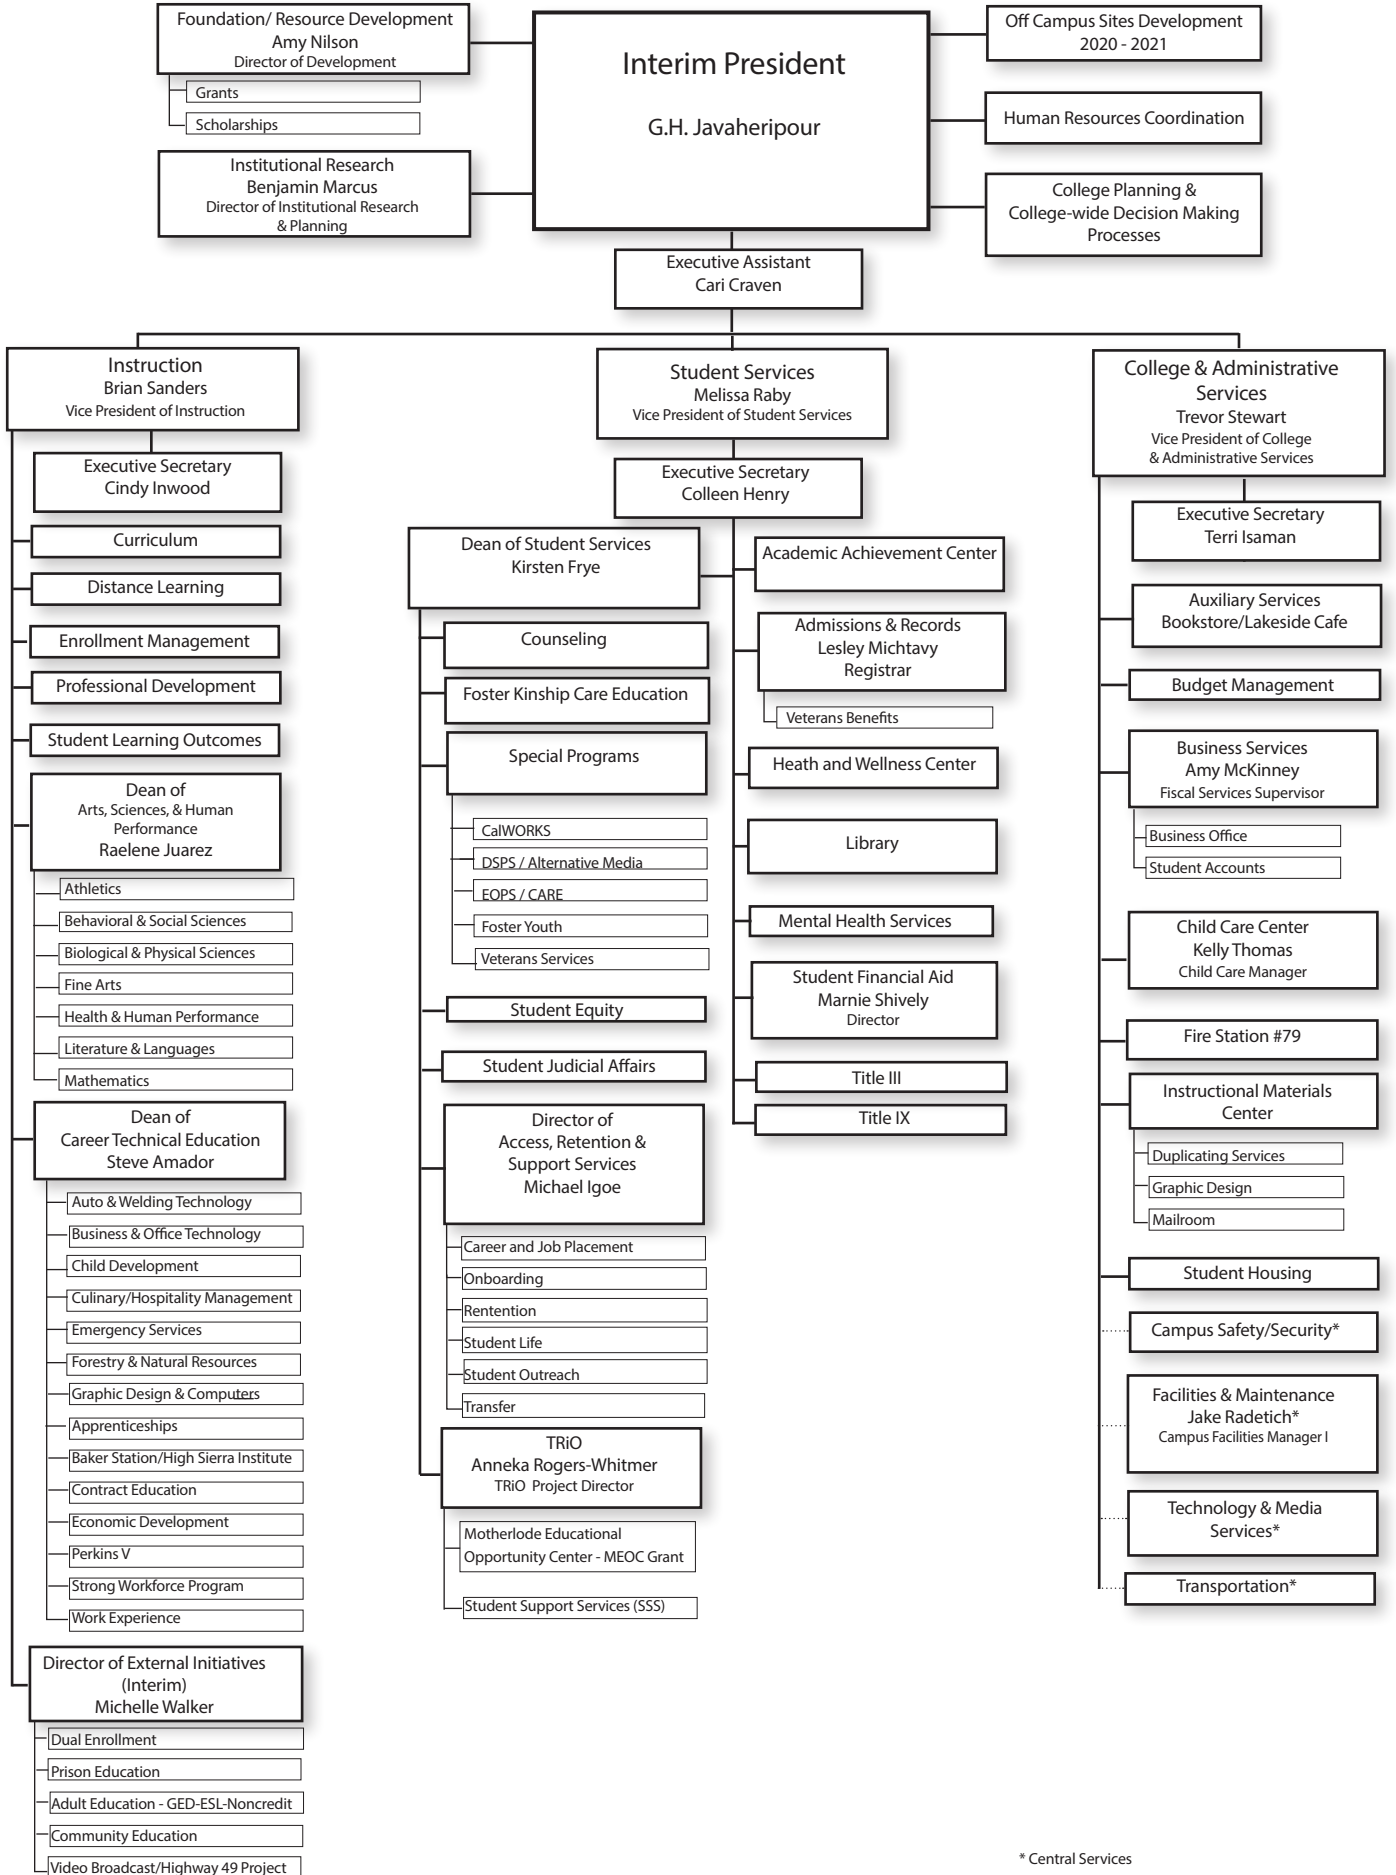 Foundation/ Resource Development
Amy Nilson
Director of Development
Grants
Scholarships
Institutional Research
Benjamin Marcus
Director of Institutional Research
& Planning
Interim President
G.H. Javaheripour
Off Campus Sites Development
2020 - 2021
Human Resources Coordination
College Planning &
College-wide Decision Making
Processes
Executive Assistant
Cari Craven
Instruction
Brian Sanders
Vice President of Instruction
Executive Secretary
Cindy Inwood
Curriculum
Distance Learning
Enrollment Management
Professional Development
Student Learning Outcomes
Dean of
Arts, Sciences, & Human
Performance
Raelene Juarez
Athletics
Behavioral & Social Sciences
Biological & Physical Sciences
Fine Arts
Health & Human Performance
Literature & Languages
Mathematics
Dean of
Career Technical Education
Steve Amador
Auto & Welding Technology
Business & Office Technology
Child Development
Culinary/Hospitality Management
Emergency Services
Forestry & Natural Resources
Graphic Design & Computers
Apprenticeships
Baker Station/High Sierra Institute
Contract Education
Economic Development
Perkins V
Strong Workforce Program
Work Experience
Director of External Initiatives
(Interim)
Michelle Walker
Dual Enrollment
Prison Education
Adult Education - GED-ESL-Noncredit
Community Education
Video Broadcast/Highway 49 Project
Student Services
Melissa Raby
Vice President of Student Services
Executive Secretary
Colleen Henry
Dean of Student Services
Kirsten Frye
Counseling
Foster Kinship Care Education
Special Programs
CalWORKS
DSPS / Alternative Media
EOPS / CARE
Foster Youth
Veterans Services
Student Equity
Student Judicial Affairs
Director of
Access, Retention &
Support Services
Michael Igoe
Career and Job Placement
Onboarding
Rentention
Student Life
Student Outreach
Transfer
TRiO
Anneka Rogers-Whitmer
TRiO Project Director
Motherlode Educational
Opportunity Center - MEOC Grant
Student Support Services (SSS)
Academic Achievement Center
Admissions & Records
Lesley Michtavy
Registrar
Veterans Benefits
Heath and Wellness Center
Library
Mental Health Services
Student Financial Aid
Marnie Shively
Director
Title III
Title IX
College & Administrative
Services
Trevor Stewart
Vice President of College
& Administrative Services
Executive Secretary
Terri Isaman
Auxiliary Services
Bookstore/Lakeside Cafe
Budget Management
Business Services
Amy McKinney
Fiscal Services Supervisor
Business Office
Student Accounts
Child Care Center
Kelly Thomas
Child Care Manager
Fire Station #79
Instructional Materials
Center
Duplicating Services
Graphic Design
Mailroom
Student Housing
Campus Safety/Security*
Facilities & Maintenance
Jake Radetich*
Campus Facilities Manager I
Technology & Media
Services*
Transportation*
* Central Services